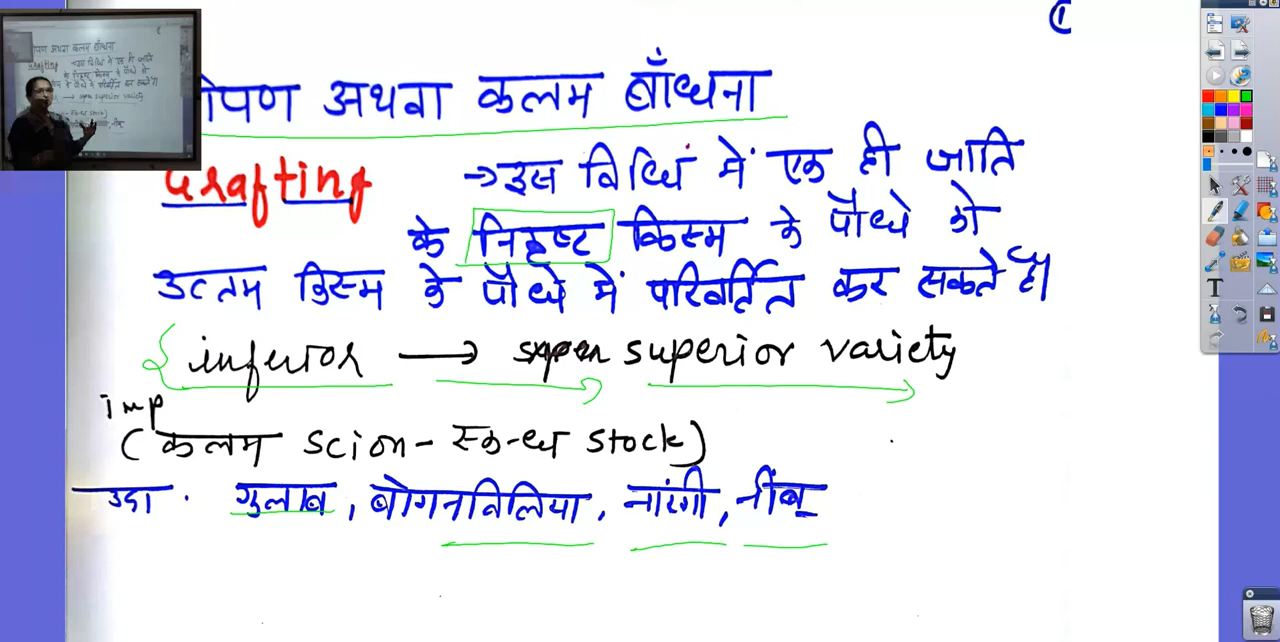 रोपण अथवा कलम बाँधना
Grafting →इस विधि में एक ही जाति
के निकृष्ट किस्म के पौधे को
उत्तम किस्म के पौधे में परिवर्तित कर सकते है।
inferior → superior variety
imp
(कलम scion - स्कन्ध stock)
उदा. गुलाब, बोगनविलिया, नारंगी, नींबू